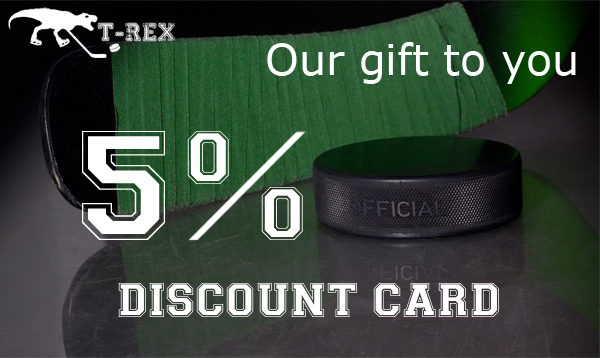 T-REX
Our gift to you
5%
OFFICIAL
DISCOUNT CARD